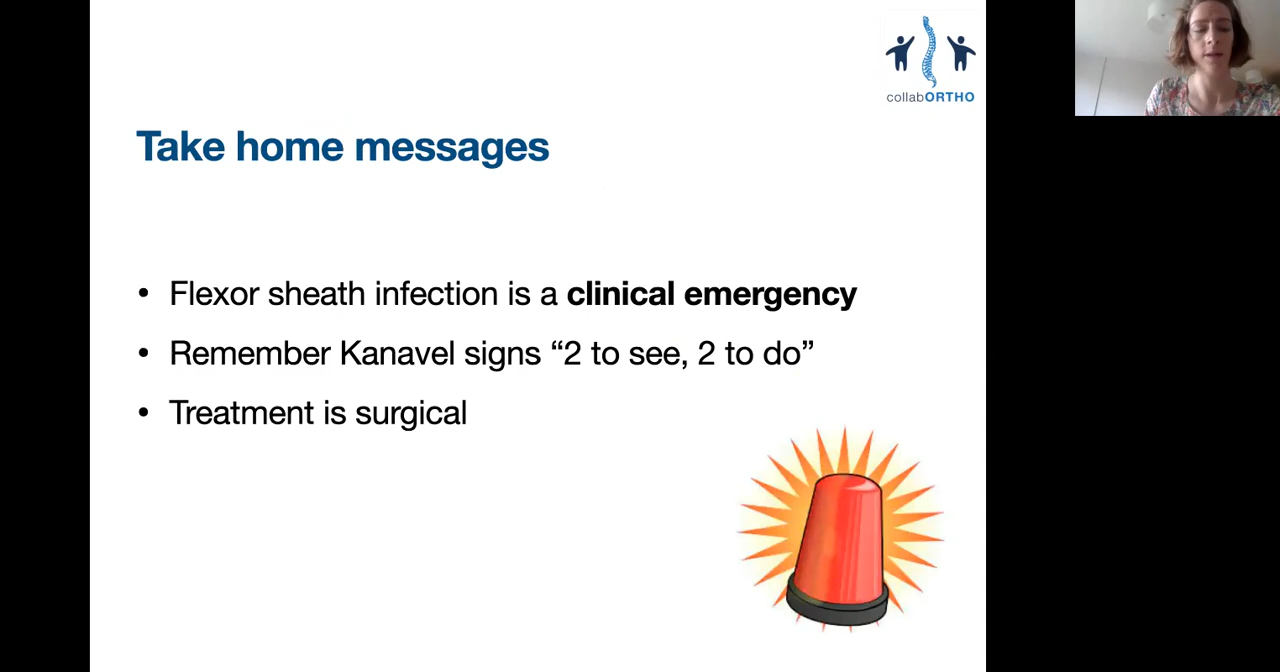 collabORTHO
Take home messages
• Flexor sheath infection is a clinical emergency
• Remember Kanavel signs “2 to see, 2 to do”
• Treatment is surgical